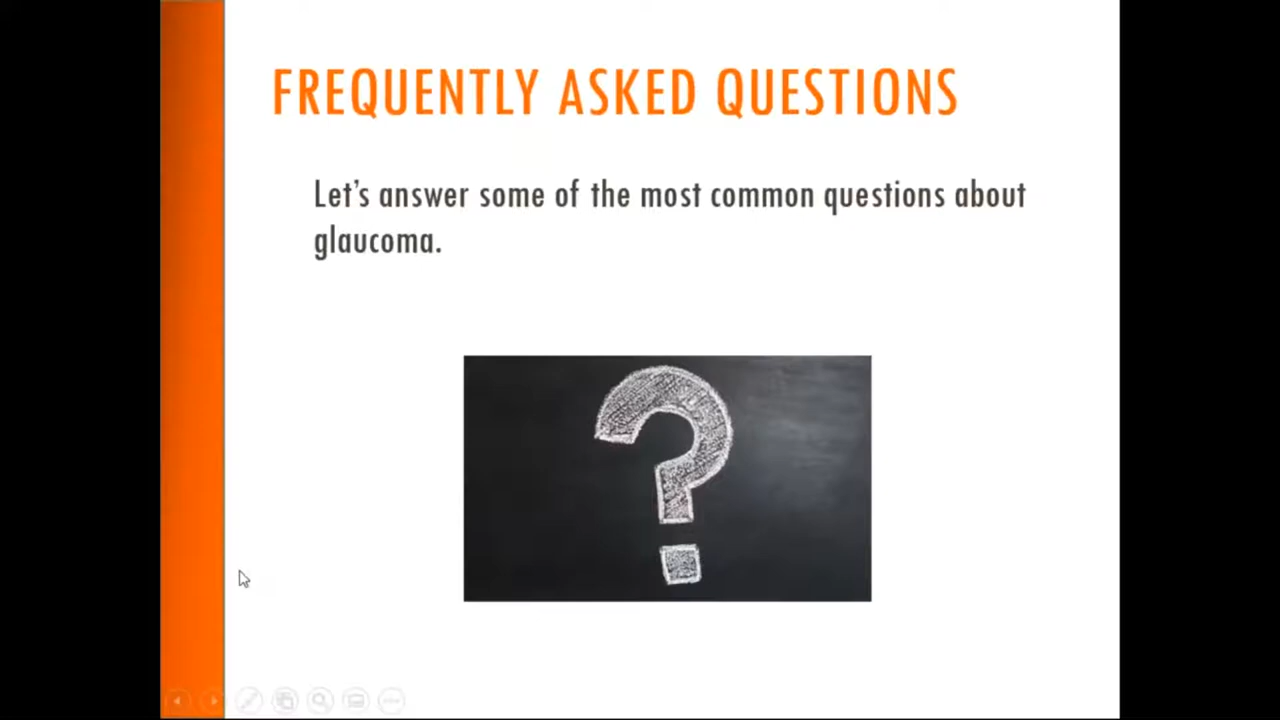 FREQUENTLY ASKED QUESTIONS
Let’s answer some of the most common questions about
glaucoma.
?